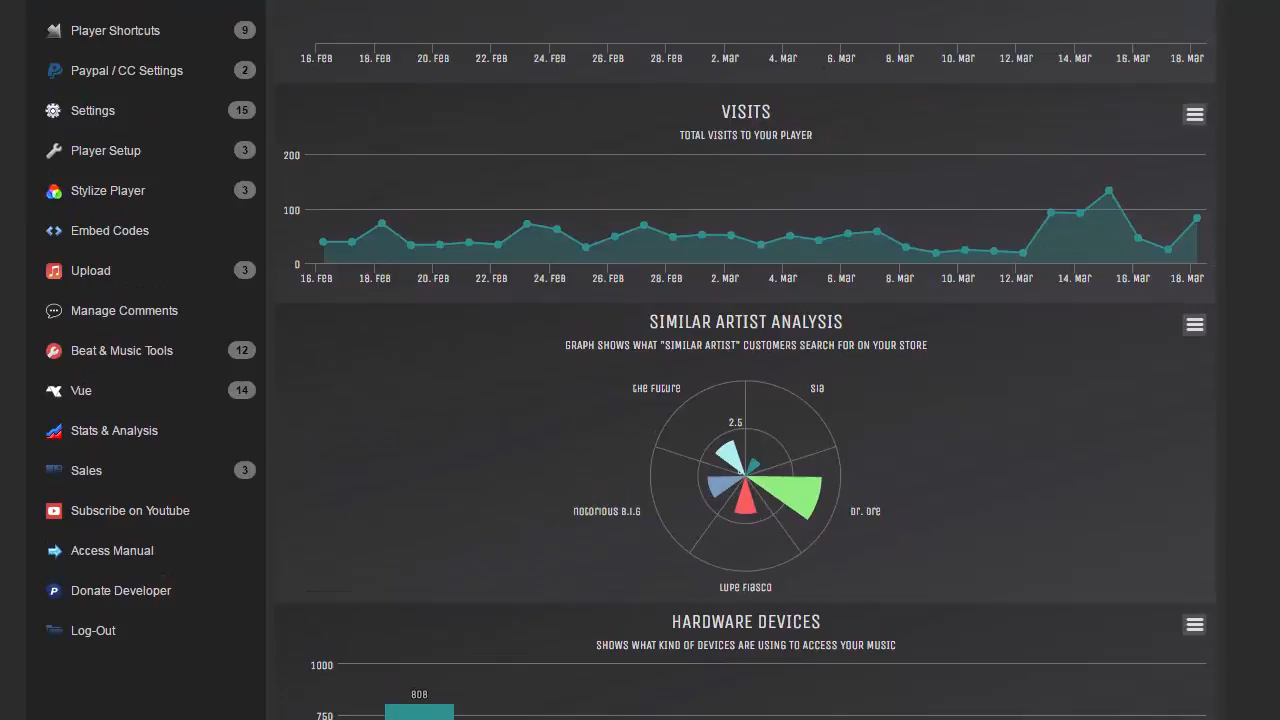 Player Shortcuts 9
Paypal / CC Settings 2
Settings 15
Player Setup 3
Stylize Player 3
Embed Codes
Upload 3
Manage Comments
Beat & Music Tools 12
Vue 14
Stats & Analysis
Sales 3
Subscribe on Youtube
Access Manual
Donate Developer
Log-Out
16. Feb 18. Feb 20. Feb 22. Feb 24. Feb 26. Feb 28. Feb 2. Mar 4. Mar 6. Mar 8. Mar 10. Mar 12. Mar 14. Mar 16. Mar 18. Mar
VISITS
TOTAL VISITS TO YOUR PLAYER
200
100
0
16. Feb 18. Feb 20. Feb 22. Feb 24. Feb 26. Feb 28. Feb 2. Mar 4. Mar 6. Mar 8. Mar 10. Mar 12. Mar 14. Mar 16. Mar 18. Mar
SIMILAR ARTIST ANALYSIS
GRAPH SHOWS WHAT "SIMILAR ARTIST" CUSTOMERS SEARCH FOR ON YOUR STORE
the Future Sia
2.5
notorious B.I.G Dr. Dre
Lupe Fiasco
HARDWARE DEVICES
SHOWS WHAT KIND OF DEVICES ARE USING TO ACCESS YOUR MUSIC
1000
808
750